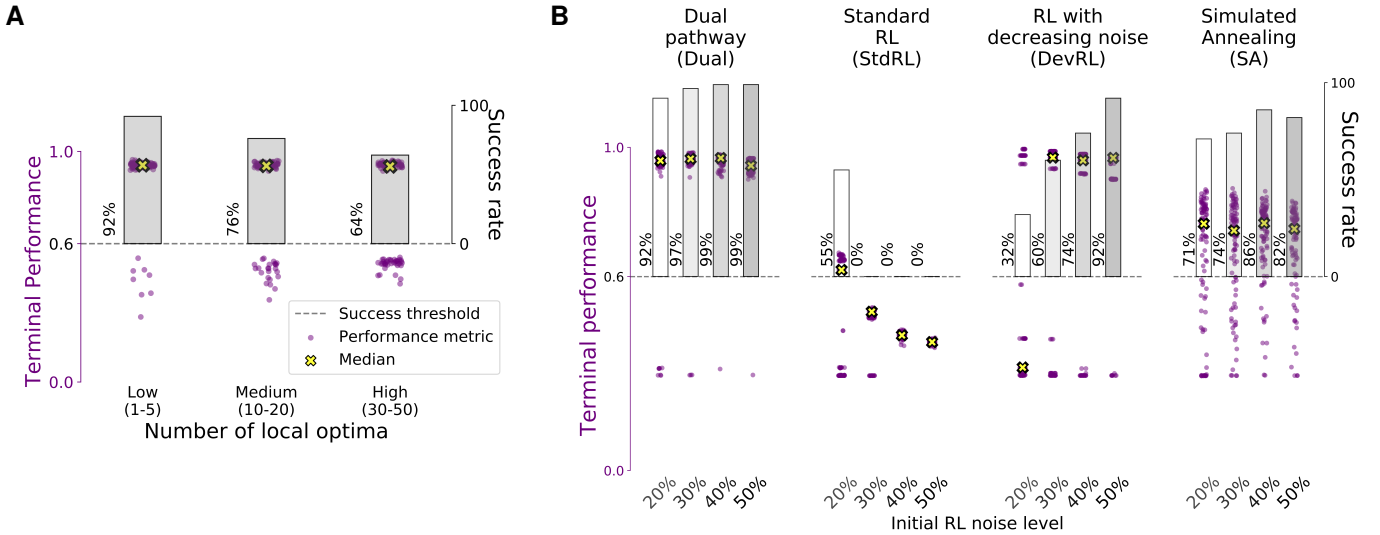 A
Terminal Performance
1.0
0.6
0.0
92%
76%
64%
100
0
Success rate
Success threshold
Performance metric
Median
Low
(1-5)
Medium
(10-20)
High
(30-50)
Number of local optima
B
Dual
pathway
(Dual)
Standard
RL
(StdRL)
RL with
decreasing noise
(DevRL)
Simulated
Annealing
(SA)
Terminal performance
1.0
0.6
0.0
92%
97%
99%
99%
55%
0%
0%
0%
32%
60%
74%
92%
71%
74%
86%
82%
100
0
Success rate
20%
30%
40%
50%
20%
30%
40%
50%
20%
30%
40%
50%
20%
30%
40%
50%
Initial RL noise level